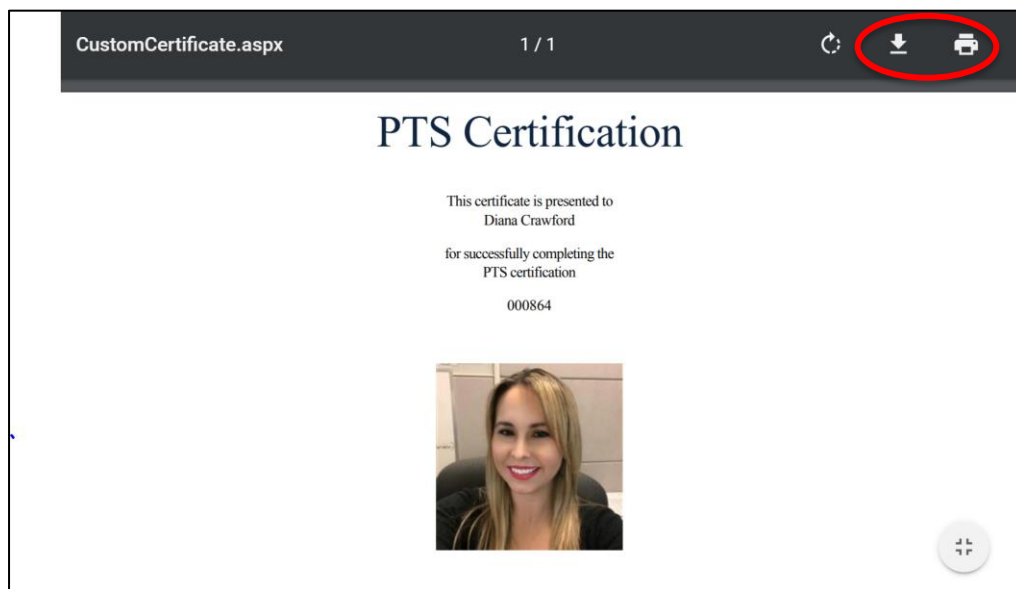 CustomCertificate.aspx
1 / 1
PTS Certification
This certificate is presented to
Diana Crawford
for successfully completing the
PTS certification
000864